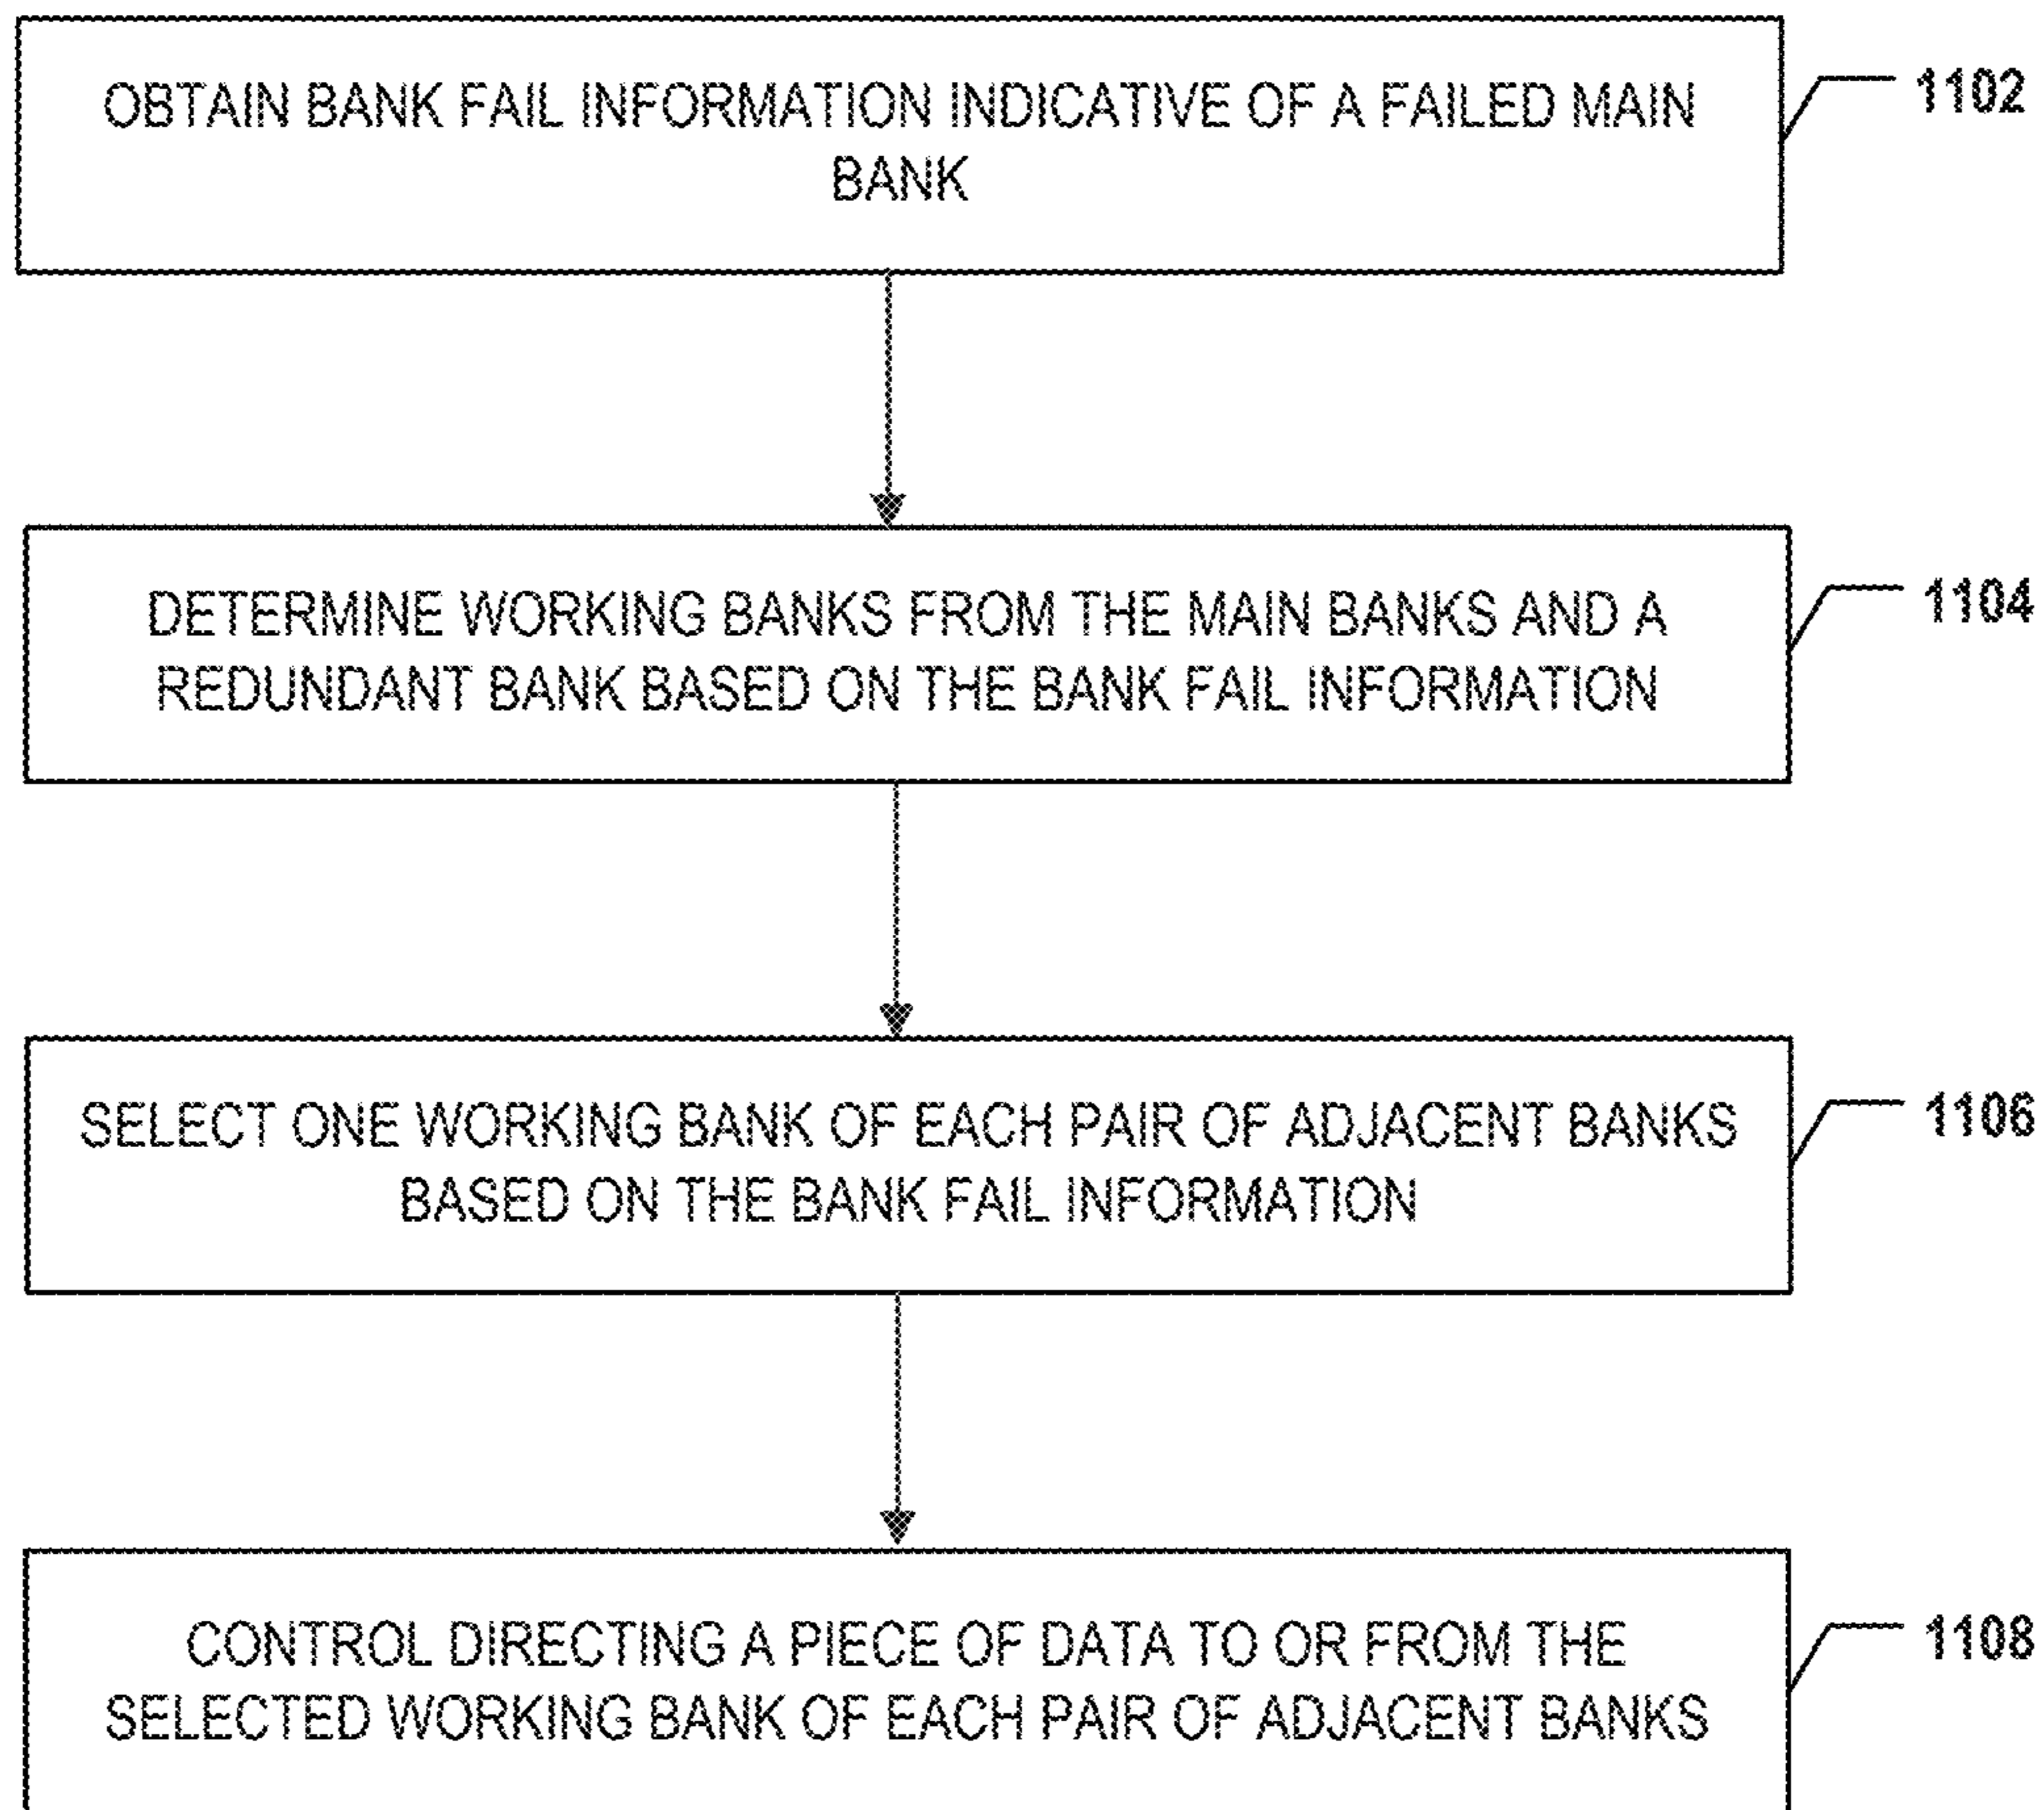 OBTAIN BANK FAIL INFORMATION INDICATIVE OF A FAILED MAIN
BANK
1102
DETERMINE WORKING BANKS FROM THE MAIN BANKS AND A
REDUNDANT BANK BASED ON THE BANK FAIL INFORMATION
1104
SELECT ONE WORKING BANK OF EACH PAIR OF ADJACENT BANKS
BASED ON THE BANK FAIL INFORMATION
1106
CONTROL DIRECTING A PIECE OF DATA TO OR FROM THE
SELECTED WORKING BANK OF EACH PAIR OF ADJACENT BANKS
1108